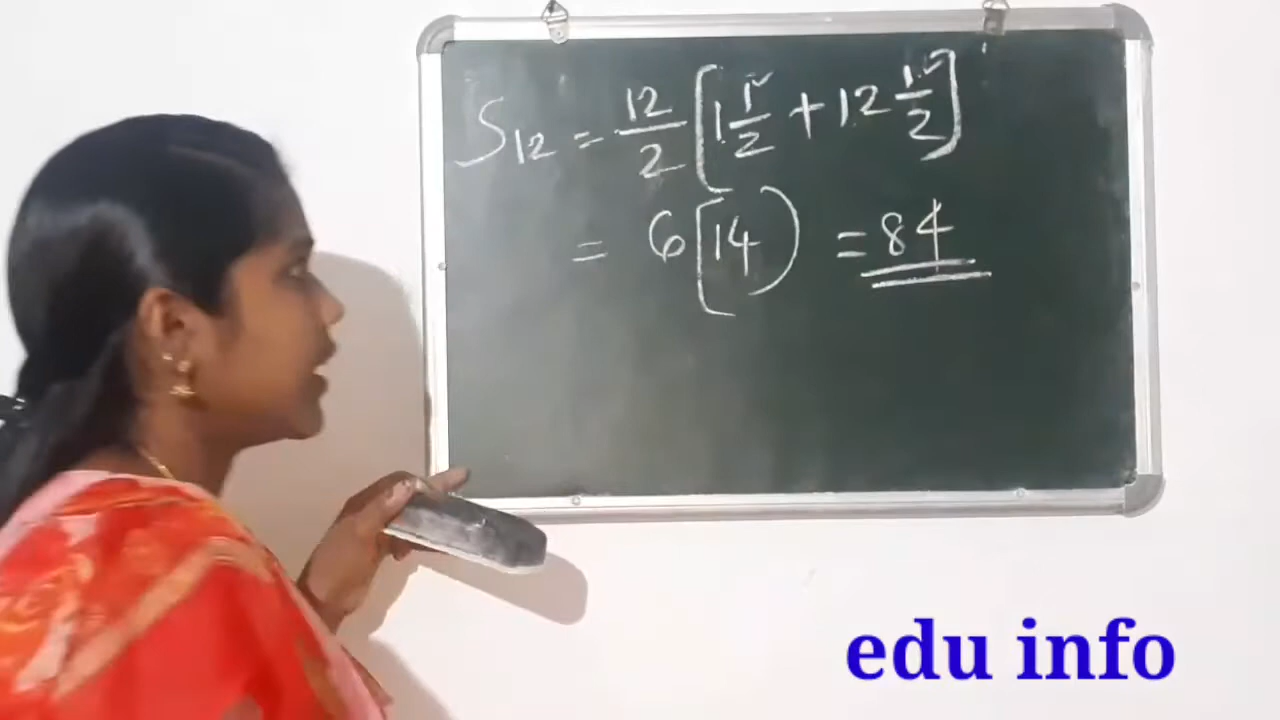 S₁₂ = 12/2 [1 1/2 + 12 1/2]
= 6[14) = 84
edu info